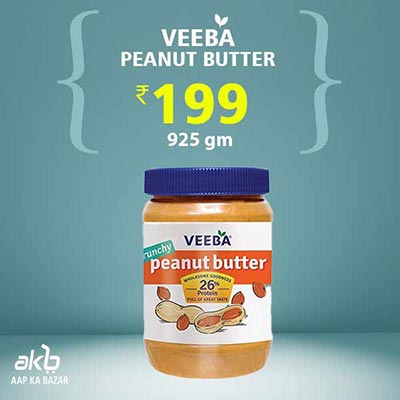 VEEBA
PEANUT BUTTER
₹199
925 gm
VEEBA
crunchy
peanut butter
WHOLESOME GOODNESS
26%
Protein
FULL OF GREAT TASTE
akb
AAP KA BAZAR